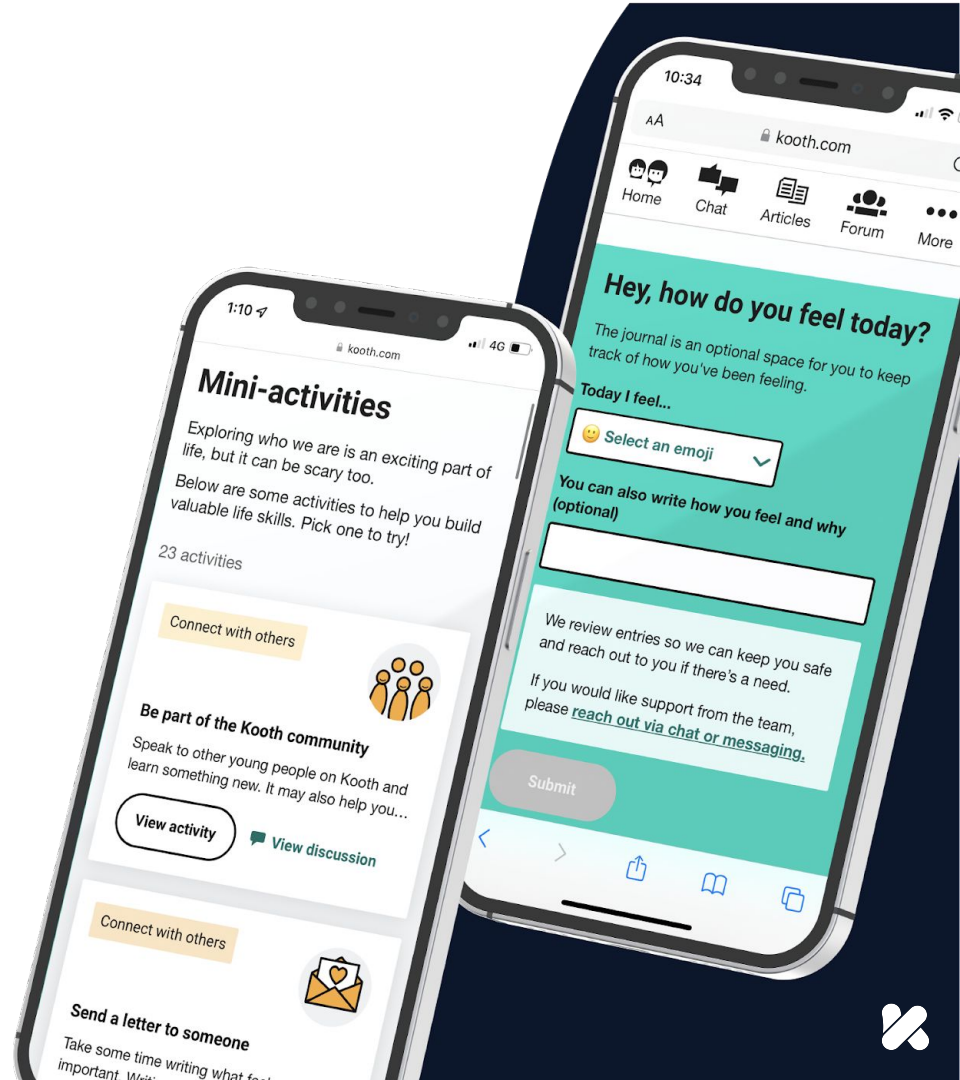 1:10
4G
kooth.com
Mini-activities
Exploring who we are is an exciting part of
life, but it can be scary too.
Below are some activities to help you build
valuable life skills. Pick one to try!
23 activities
Connect with others
Be part of the Kooth community
Speak to other young people on Kooth and
learn something new. It may also help you...
View activity
View discussion
Connect with others
Send a letter to someone
Take some time writing what
important.
10:34
AA
kooth.com
Home
Chat
Articles
Forum
More
Hey, how do you feel today?
The journal is an optional space for you to keep
track of how you've been feeling.
Today I feel...
Select an emoji
You can also write how you feel and why
(optional)
We review entries so we can keep you safe
and reach out to you if there's a need.
If you would like support from the team,
please reach out via chat or messaging.
Submit